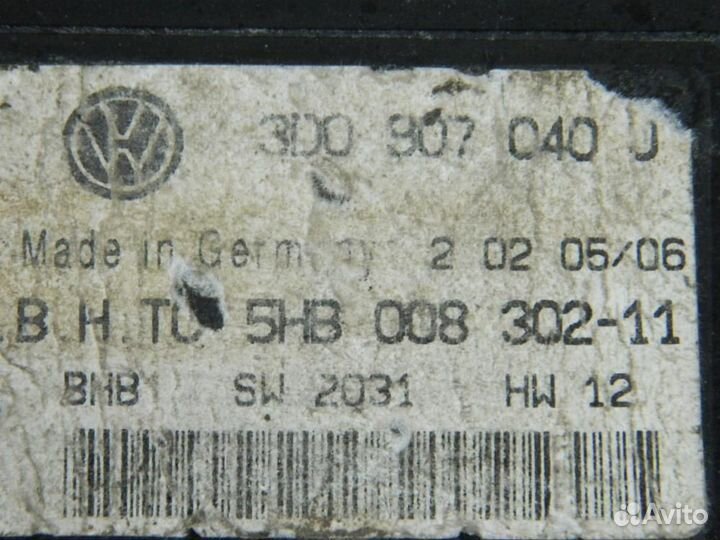 3D0 907 040 J
Made in Germany 2 02 05/06
B.H.TC 5HB 008 302-11
BHB SW 2031 HW 12
Avito